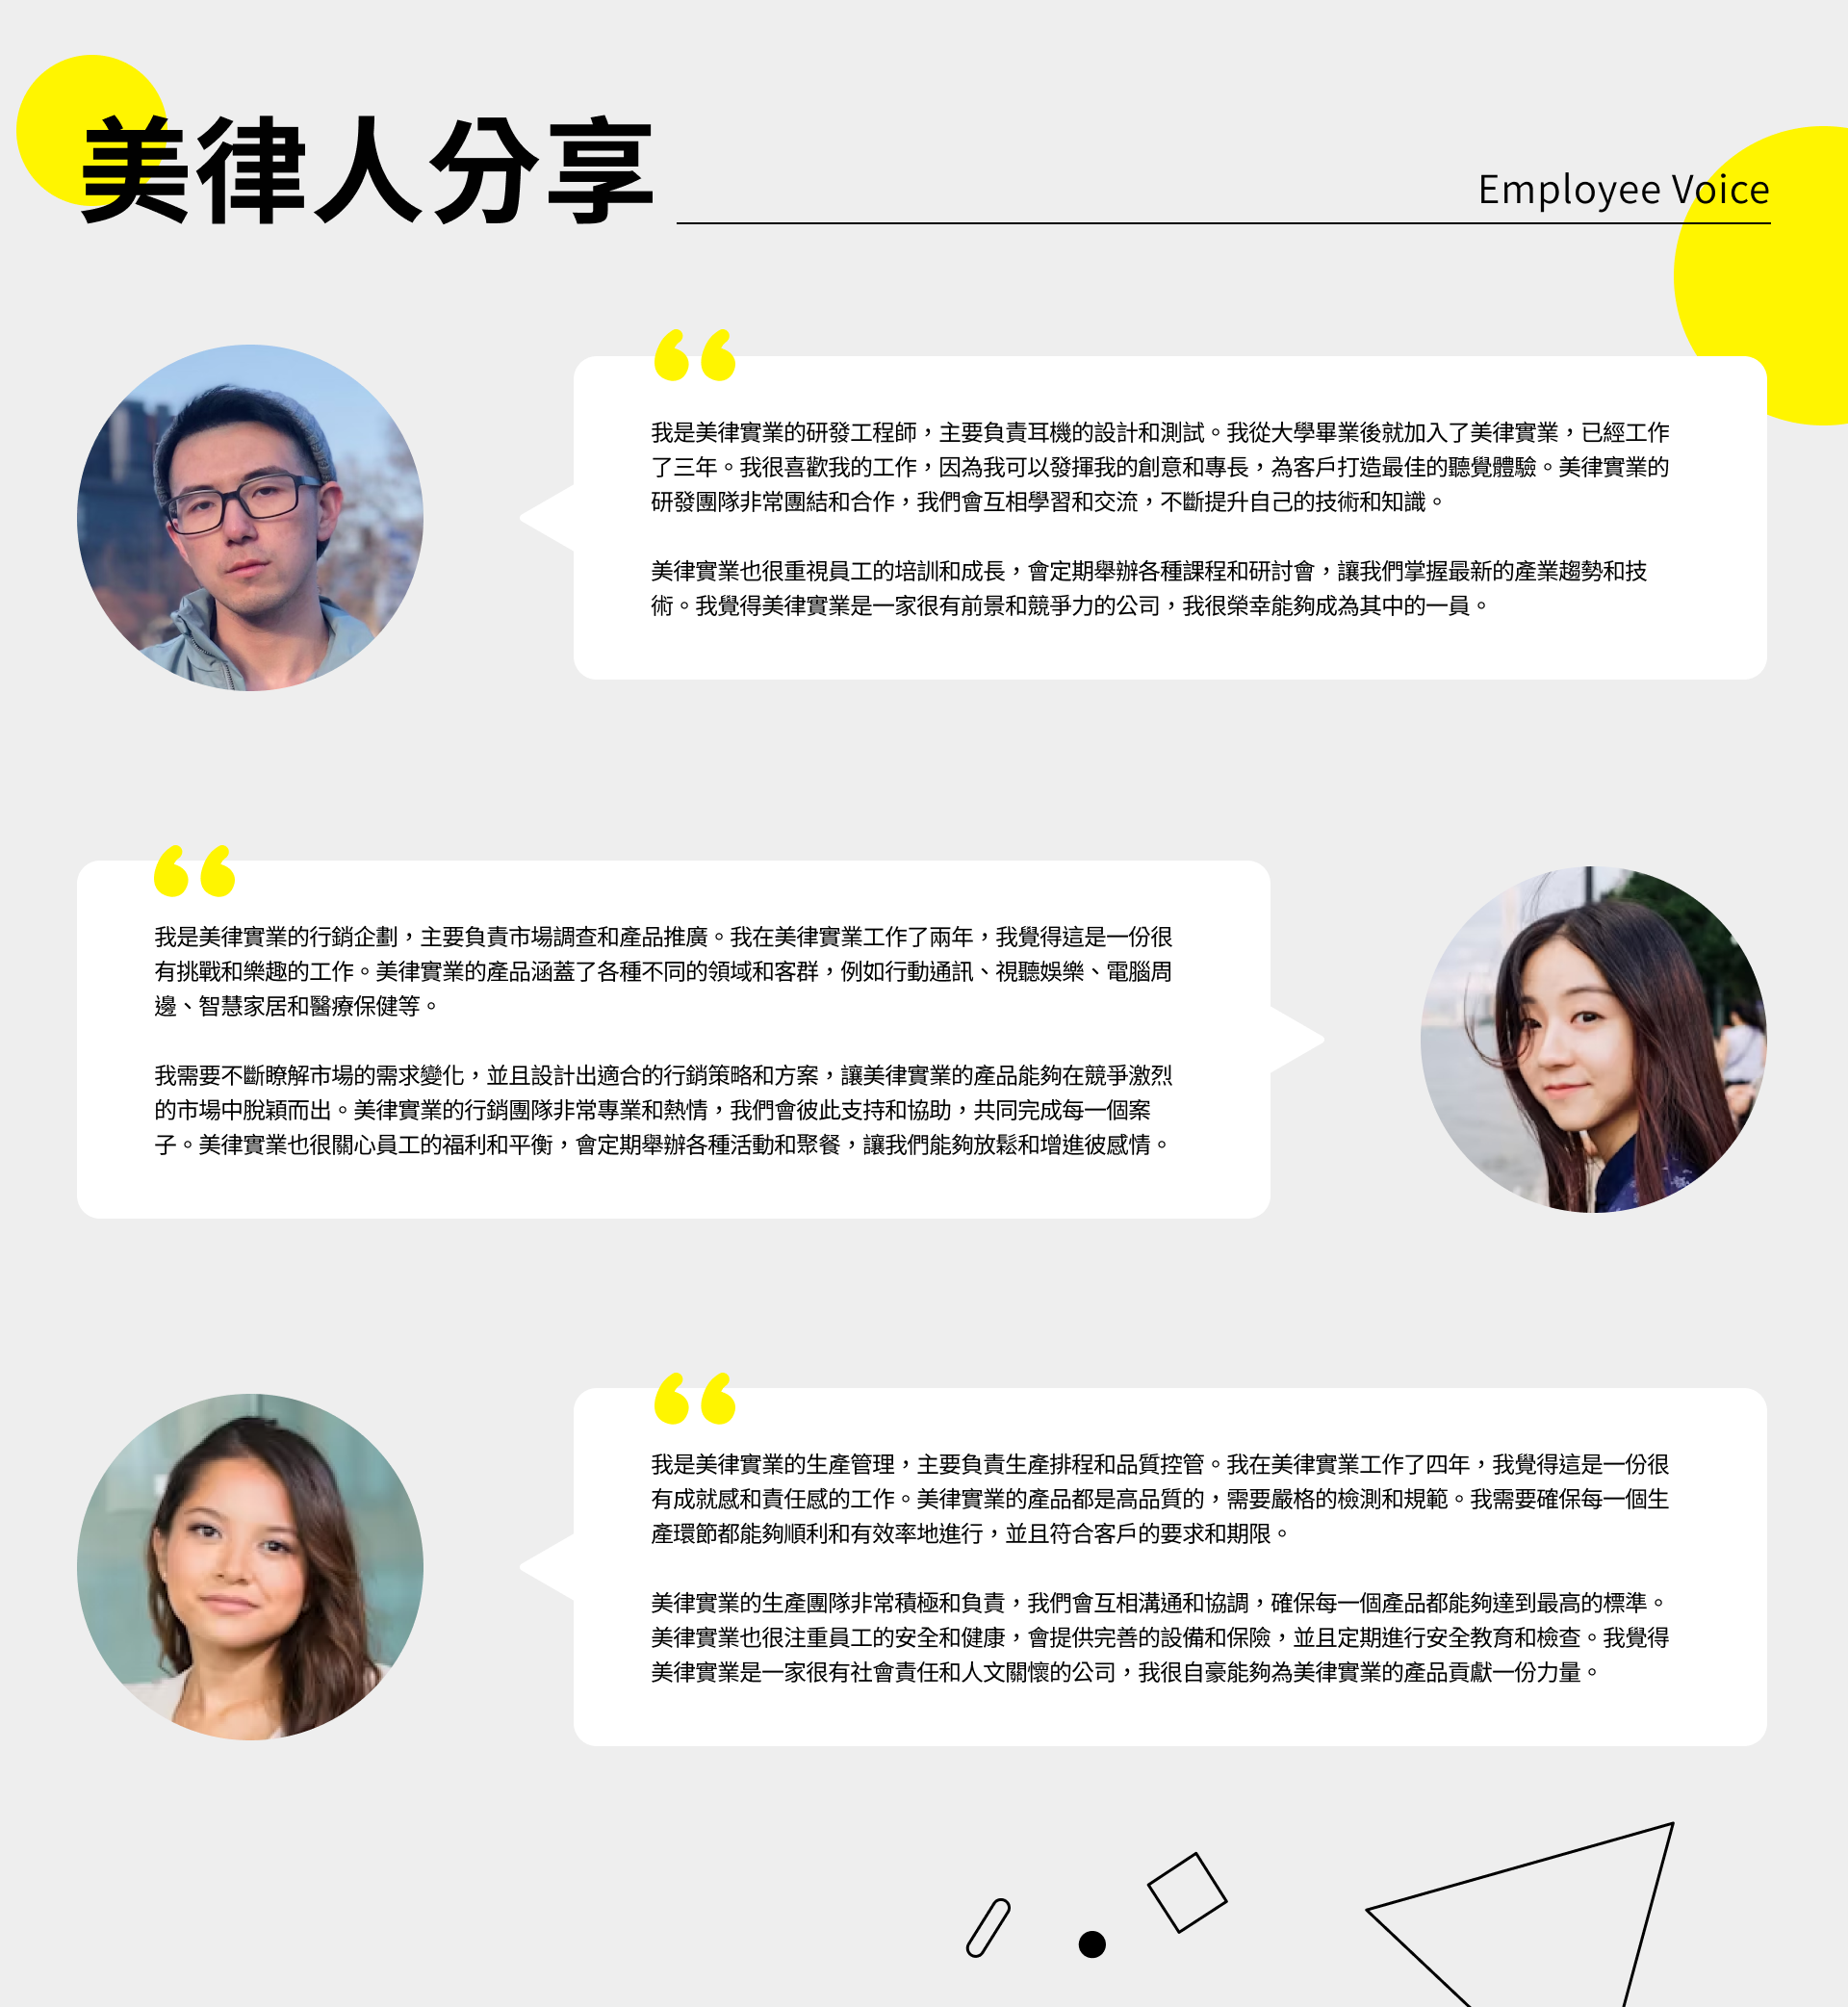 美律人分享
Employee Voice
我是美律實業的研發工程師，主要負責耳機的設計和測試。我從大學畢業後就加入了美律實業，已經工作
了三年。我很喜歡我的工作，因為我可以發揮我的創意和專長，為客戶打造最佳的聽覺體驗。美律實業的
研發團隊非常團結和合作，我們會互相學習和交流，不斷提升自己的技術和知識。
美律實業也很重視員工的培訓和成長，會定期舉辦各種課程和研討會，讓我們掌握最新的產業趨勢和技
術。我覺得美律實業是一家很有前景和競爭力的公司，我很榮幸能夠成為其中的一員。
我是美律實業的行銷企劃，主要負責市場調查和產品推廣。我在美律實業工作了兩年，我覺得這是一份很
有挑戰和樂趣的工作。美律實業的產品涵蓋了各種不同的領域和客群，例如行動通訊、視聽娛樂、電腦周
邊、智慧家居和醫療保健等。
我需要不斷瞭解市場的需求變化，並且設計出適合的行銷策略和方案，讓美律實業的產品能夠在競爭激烈
的市場中脫穎而出。美律實業的行銷團隊非常專業和熱情，我們會彼此支持和協助，共同完成每一個案
子。美律實業也很關心員工的福利和平衡，會定期舉辦各種活動和聚餐，讓我們能夠放鬆和增進彼感情。
我是美律實業的生產管理，主要負責生產排程和品質控管。我在美律實業工作了四年，我覺得這是一份很
有成就感和責任感的工作。美律實業的產品都是高品質的，需要嚴格的檢測和規範。我需要確保每一個生
產環節都能夠順利和有效率地進行，並且符合客戶的要求和期限。
美律實業的生產團隊非常積極和負責，我們會互相溝通和協調，確保每一個產品都能夠達到最高的標準。
美律實業也很注重員工的安全和健康，會提供完善的設備和保險，並且定期進行安全教育和檢查。我覺得
美律實業是一家很有社會責任和人文關懷的公司，我很自豪能夠為美律實業的產品貢獻一份力量。